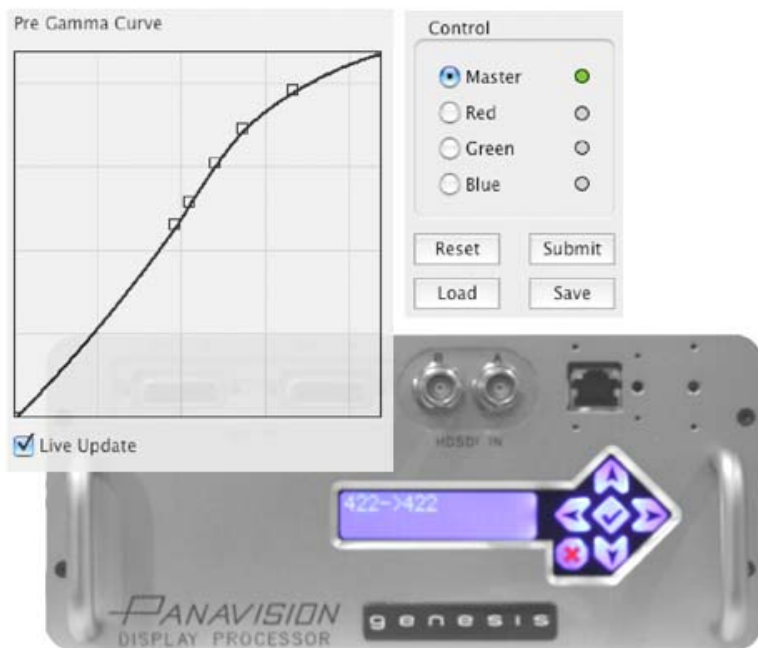 Pre Gamma Curve
Live Update
Control
Master
Red
Green
Blue
Reset
Submit
Load
Save
B A
HDSDI IN
422->422
PANAVISION
DISPLAY PROCESSOR
genesis